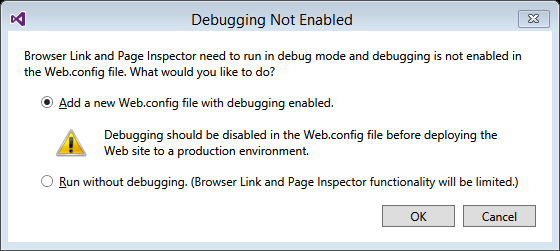 Debugging Not Enabled
Browser Link and Page Inspector need to run in debug mode and debugging is not enabled in
the Web.config file. What would you like to do?
Add a new Web.config file with debugging enabled.
Debugging should be disabled in the Web.config file before deploying the
Web site to a production environment.
Run without debugging. (Browser Link and Page Inspector functionality will be limited.)
OK Cancel